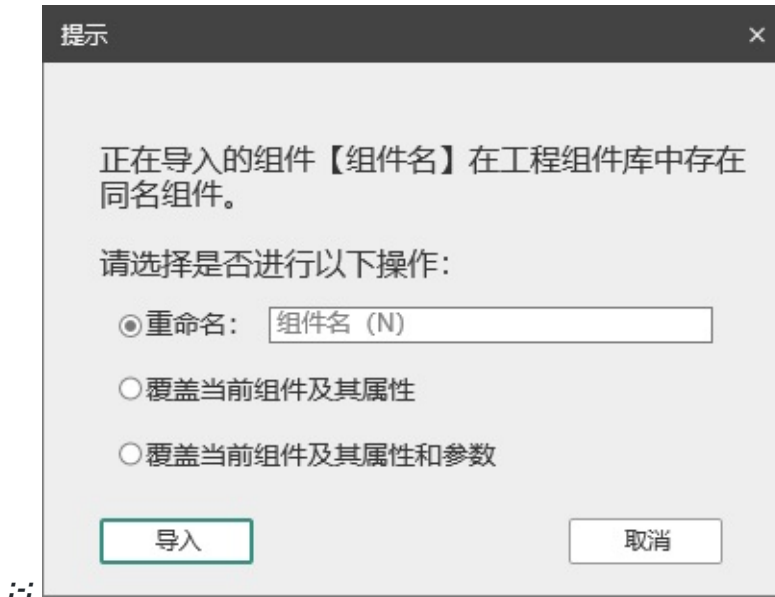 提示
×
正在导入的组件【组件名】在工程组件库中存在
同名组件。
请选择是否进行以下操作：
重命名： 组件名（N）
覆盖当前组件及其属性
覆盖当前组件及其属性和参数
导入 取消
;-;